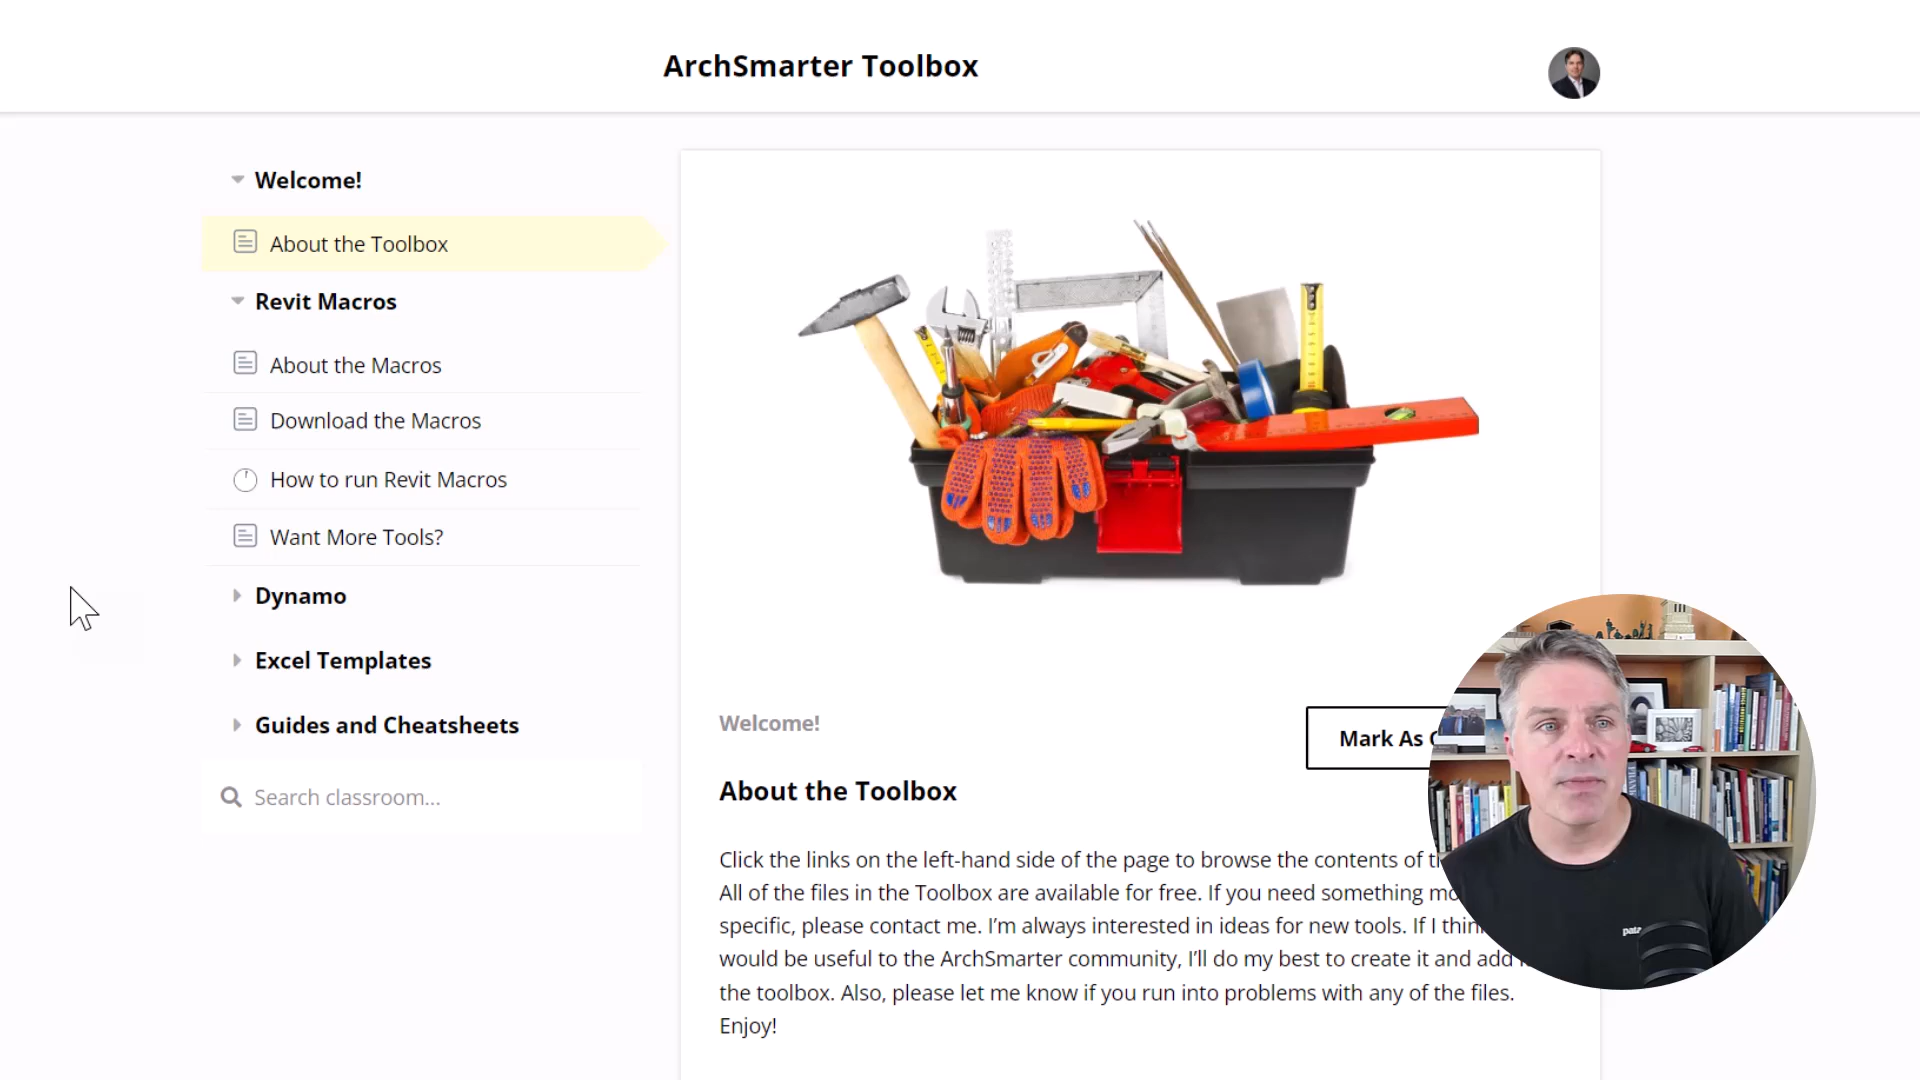 ArchSmarter Toolbox
Welcome!
About the Toolbox
Revit Macros
About the Macros
Download the Macros
How to run Revit Macros
Want More Tools?
Dynamo
Excel Templates
Guides and Cheatsheets
Search classroom...
Welcome!
Mark As
About the Toolbox
Click the links on the left-hand side of the page to browse the contents of
All of the files in the Toolbox are available for free. If you need something
specific, please contact me. I'm always interested in ideas for new tools. If I
would be useful to the ArchSmarter community, I'll do my best to create it and add
the toolbox. Also, please let me know if you run into problems with any of the files.
Enjoy!